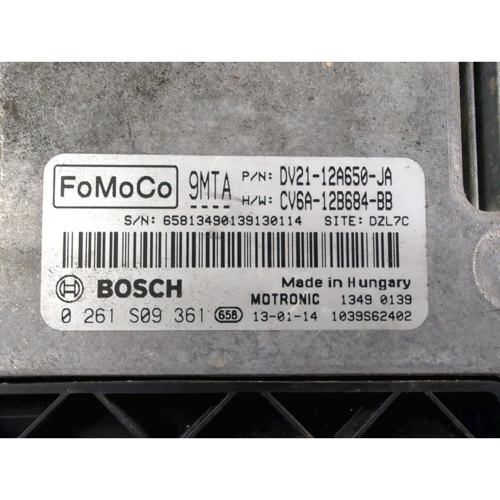 FoMoCo 9MTA P/N: DV21-12A650-JA
H/W: CV6A-12B684-BB
S/N: 65813490139130114 SITE: DZL7C
BOSCH Made in Hungary
MOTRONIC 1349 0139
0 261 S09 361 658 13-01-14 1039S62402